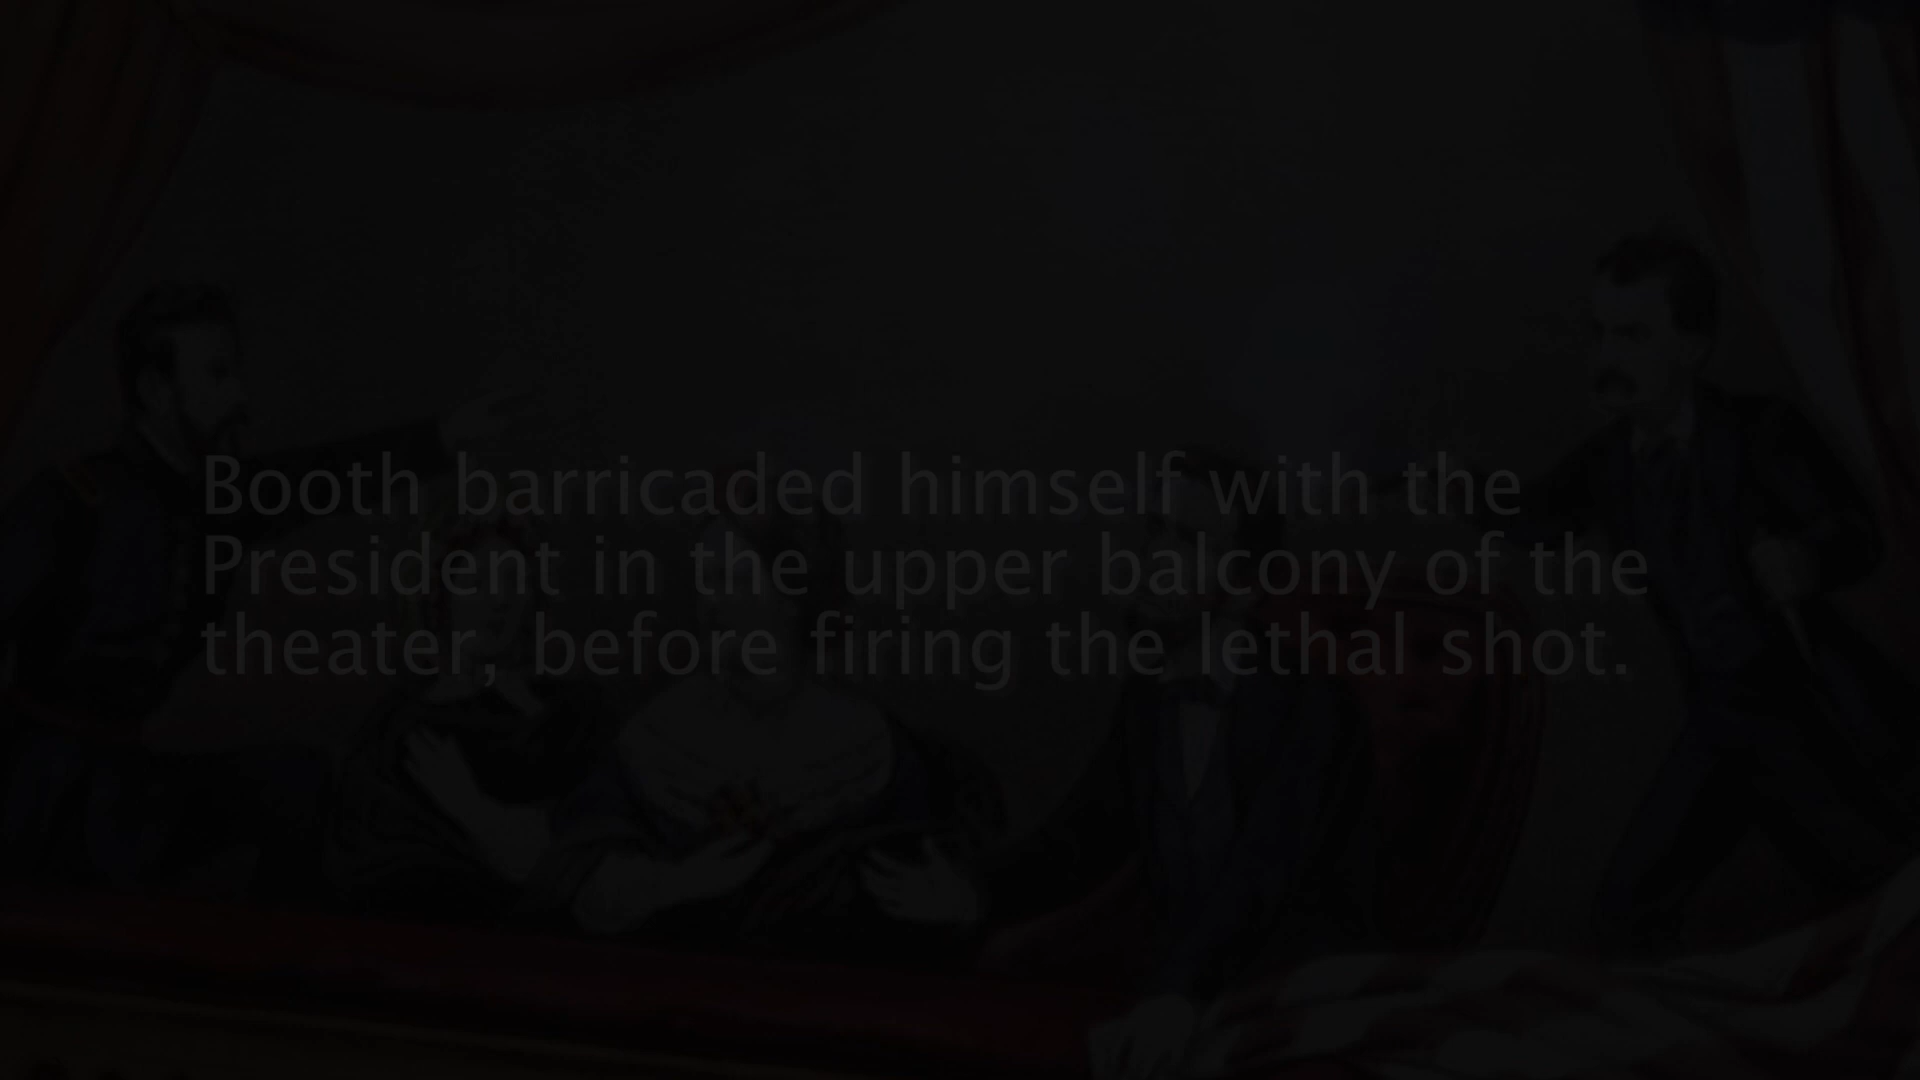 Booth barricaded himself with the
President in the upper balcony of the
theater, before firing the lethal shot.